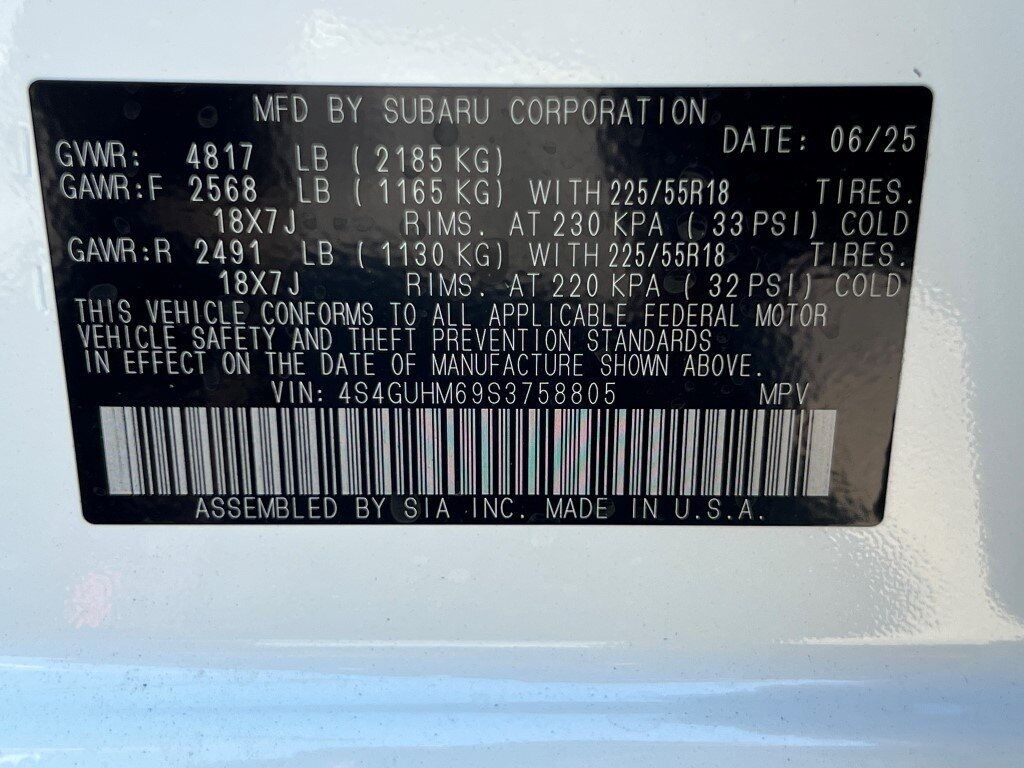 MFD BY SUBARU CORPORATION
DATE: 06/25
GVWR: 4817 LB ( 2185 KG)
GAWR:F 2568 LB ( 1165 KG) WITH 225/55R18 TIRES.
18X7J RIMS. AT 230 KPA ( 33 PSI) COLD
GAWR:R 2491 LB ( 1130 KG) WITH 225/55R18 TIRES.
18X7J RIMS. AT 220 KPA ( 32 PSI) COLD
THIS VEHICLE CONFORMS TO ALL APPLICABLE FEDERAL MOTOR
VEHICLE SAFETY AND THEFT PREVENTION STANDARDS
IN EFFECT ON THE DATE OF MANUFACTURE SHOWN ABOVE.
VIN: 4S4GUHM69S3758805 MPV
ASSEMBLED BY SIA INC. MADE IN U.S.A.